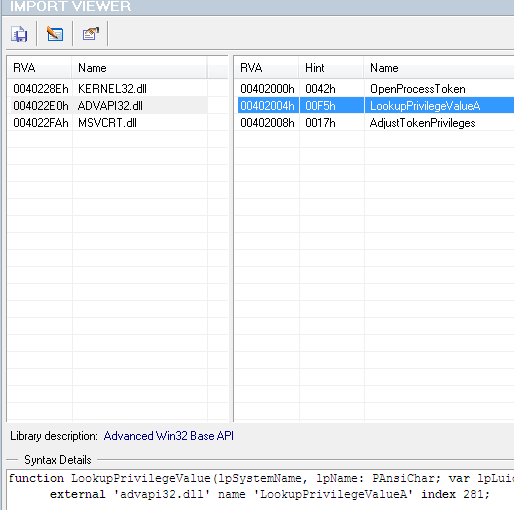 IMPORT VIEWER
RVA Name
0040228Eh KERNEL32.dll
004022E0h ADVAPI32.dll
004022FAh MSVCRT.dll
RVA Hint Name
00402000h 0042h OpenProcessToken
00402004h 00F5h LookupPrivilegeValueA
00402008h 0017h AdjustTokenPrivileges
Library description: Advanced Win32 Base API
Syntax Details
function LookupPrivilegeValue(lpSystemName, lpName: PAnsiChar; var lpLuid
external 'advapi32.dll' name 'LookupPrivilegeValueA' index 281;